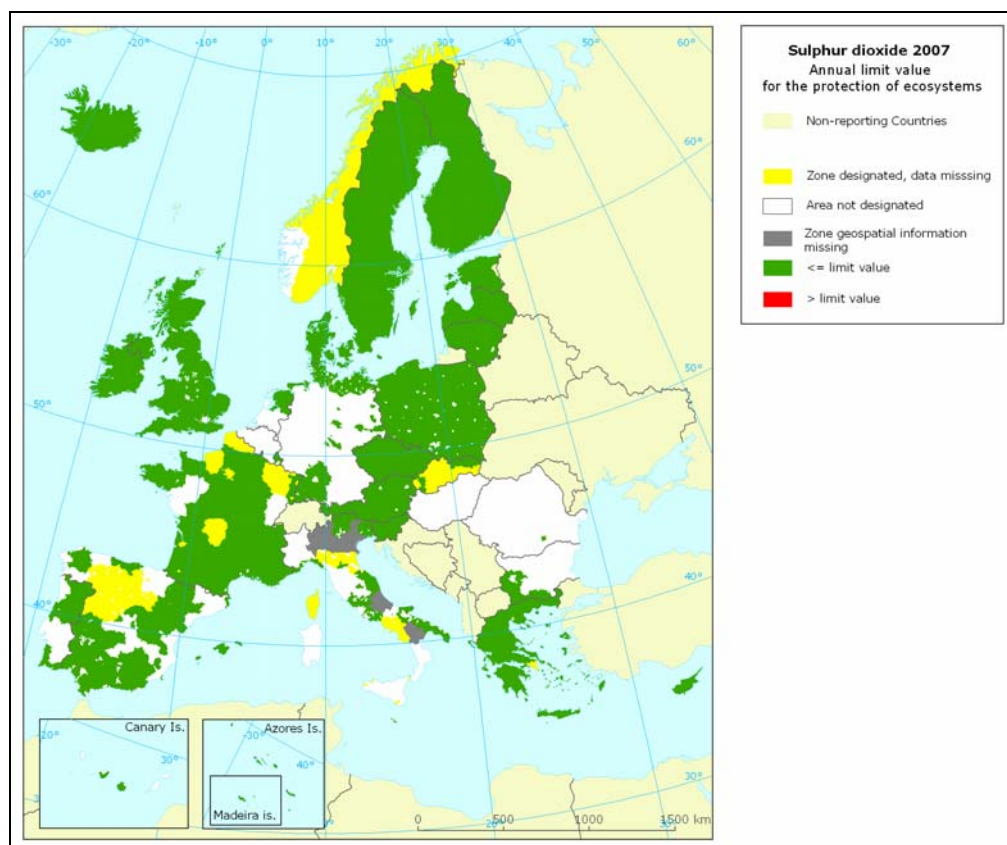 -30°
-20°
-10°
0°
10°
20°
30°
40°
50°
60°
60°
60°
50°
50°
40°
40°
30°
20°
Canary Is.
30°
Azores Is.
-30°
40°
Madeira is.
0
500
1000
1500 km
20°
Sulphur dioxide 2007
Annual limit value
for the protection of ecosystems
Non-reporting Countries
Zone designated, data misssing
Area not designated
Zone geospatial information
missing
<= limit value
> limit value